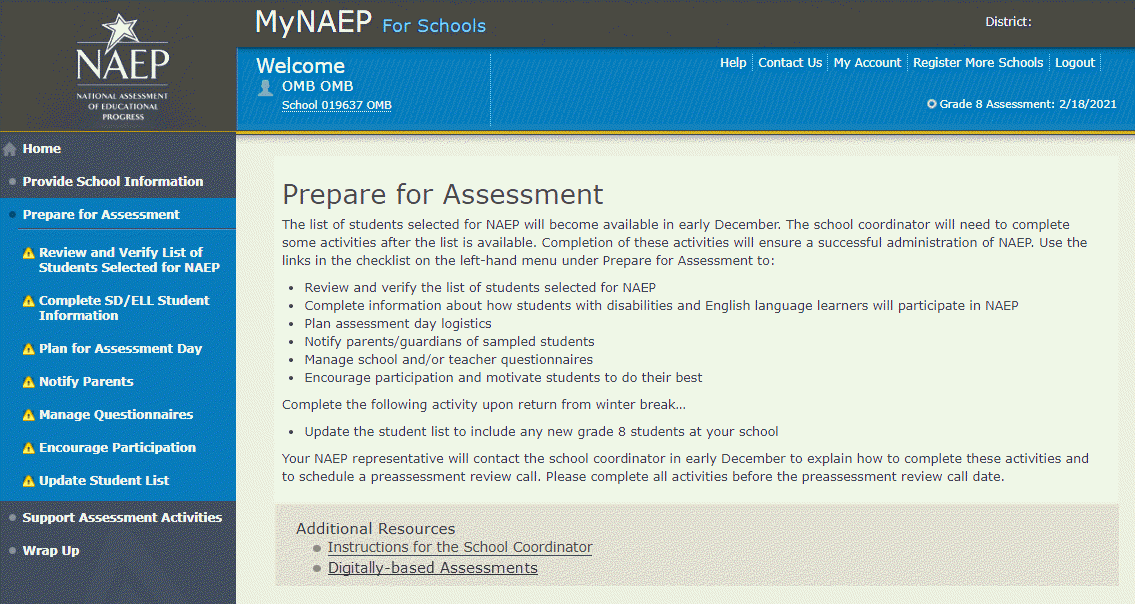 NAEP
NATIONAL ASSESSMENT
OF EDUCATIONAL
PROGRESS
MyNAEP For Schools
District:
Welcome
OMB OMB
School 019637 OMB
Help
Contact Us
My Account
Register More Schools
Logout
Grade 8 Assessment: 2/18/2021
Home
Provide School Information
Prepare for Assessment
Review and Verify List of
Students Selected for NAEP
Complete SD/ELL Student
Information
Plan for Assessment Day
Notify Parents
Manage Questionnaires
Encourage Participation
Update Student List
Support Assessment Activities
Wrap Up
Prepare for Assessment
The list of students selected for NAEP will become available in early December. The school coordinator will need to complete
some activities after the list is available. Completion of these activities will ensure a successful administration of NAEP. Use the
links in the checklist on the left-hand menu under Prepare for Assessment to:
• Review and verify the list of students selected for NAEP
• Complete information about how students with disabilities and English language learners will participate in NAEP
• Plan assessment day logistics
• Notify parents/guardians of sampled students
• Manage school and/or teacher questionnaires
• Encourage participation and motivate students to do their best
Complete the following activity upon return from winter break...
• Update the student list to include any new grade 8 students at your school
Your NAEP representative will contact the school coordinator in early December to explain how to complete these activities and
to schedule a preassessment review call. Please complete all activities before the preassessment review call date.
Additional Resources
Instructions for the School Coordinator
Digitally-based Assessments